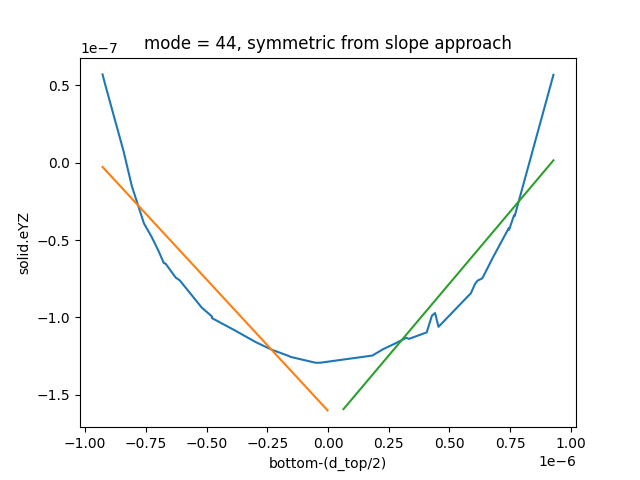 mode = 44, symmetric from slope approach
1e−7
0.5
0.0
−0.5
−1.0
−1.5
solid.eYZ
−1.00
−0.75
−0.50
−0.25
0.00
0.25
0.50
0.75
1.00
bottom-(d_top/2)
1e−6